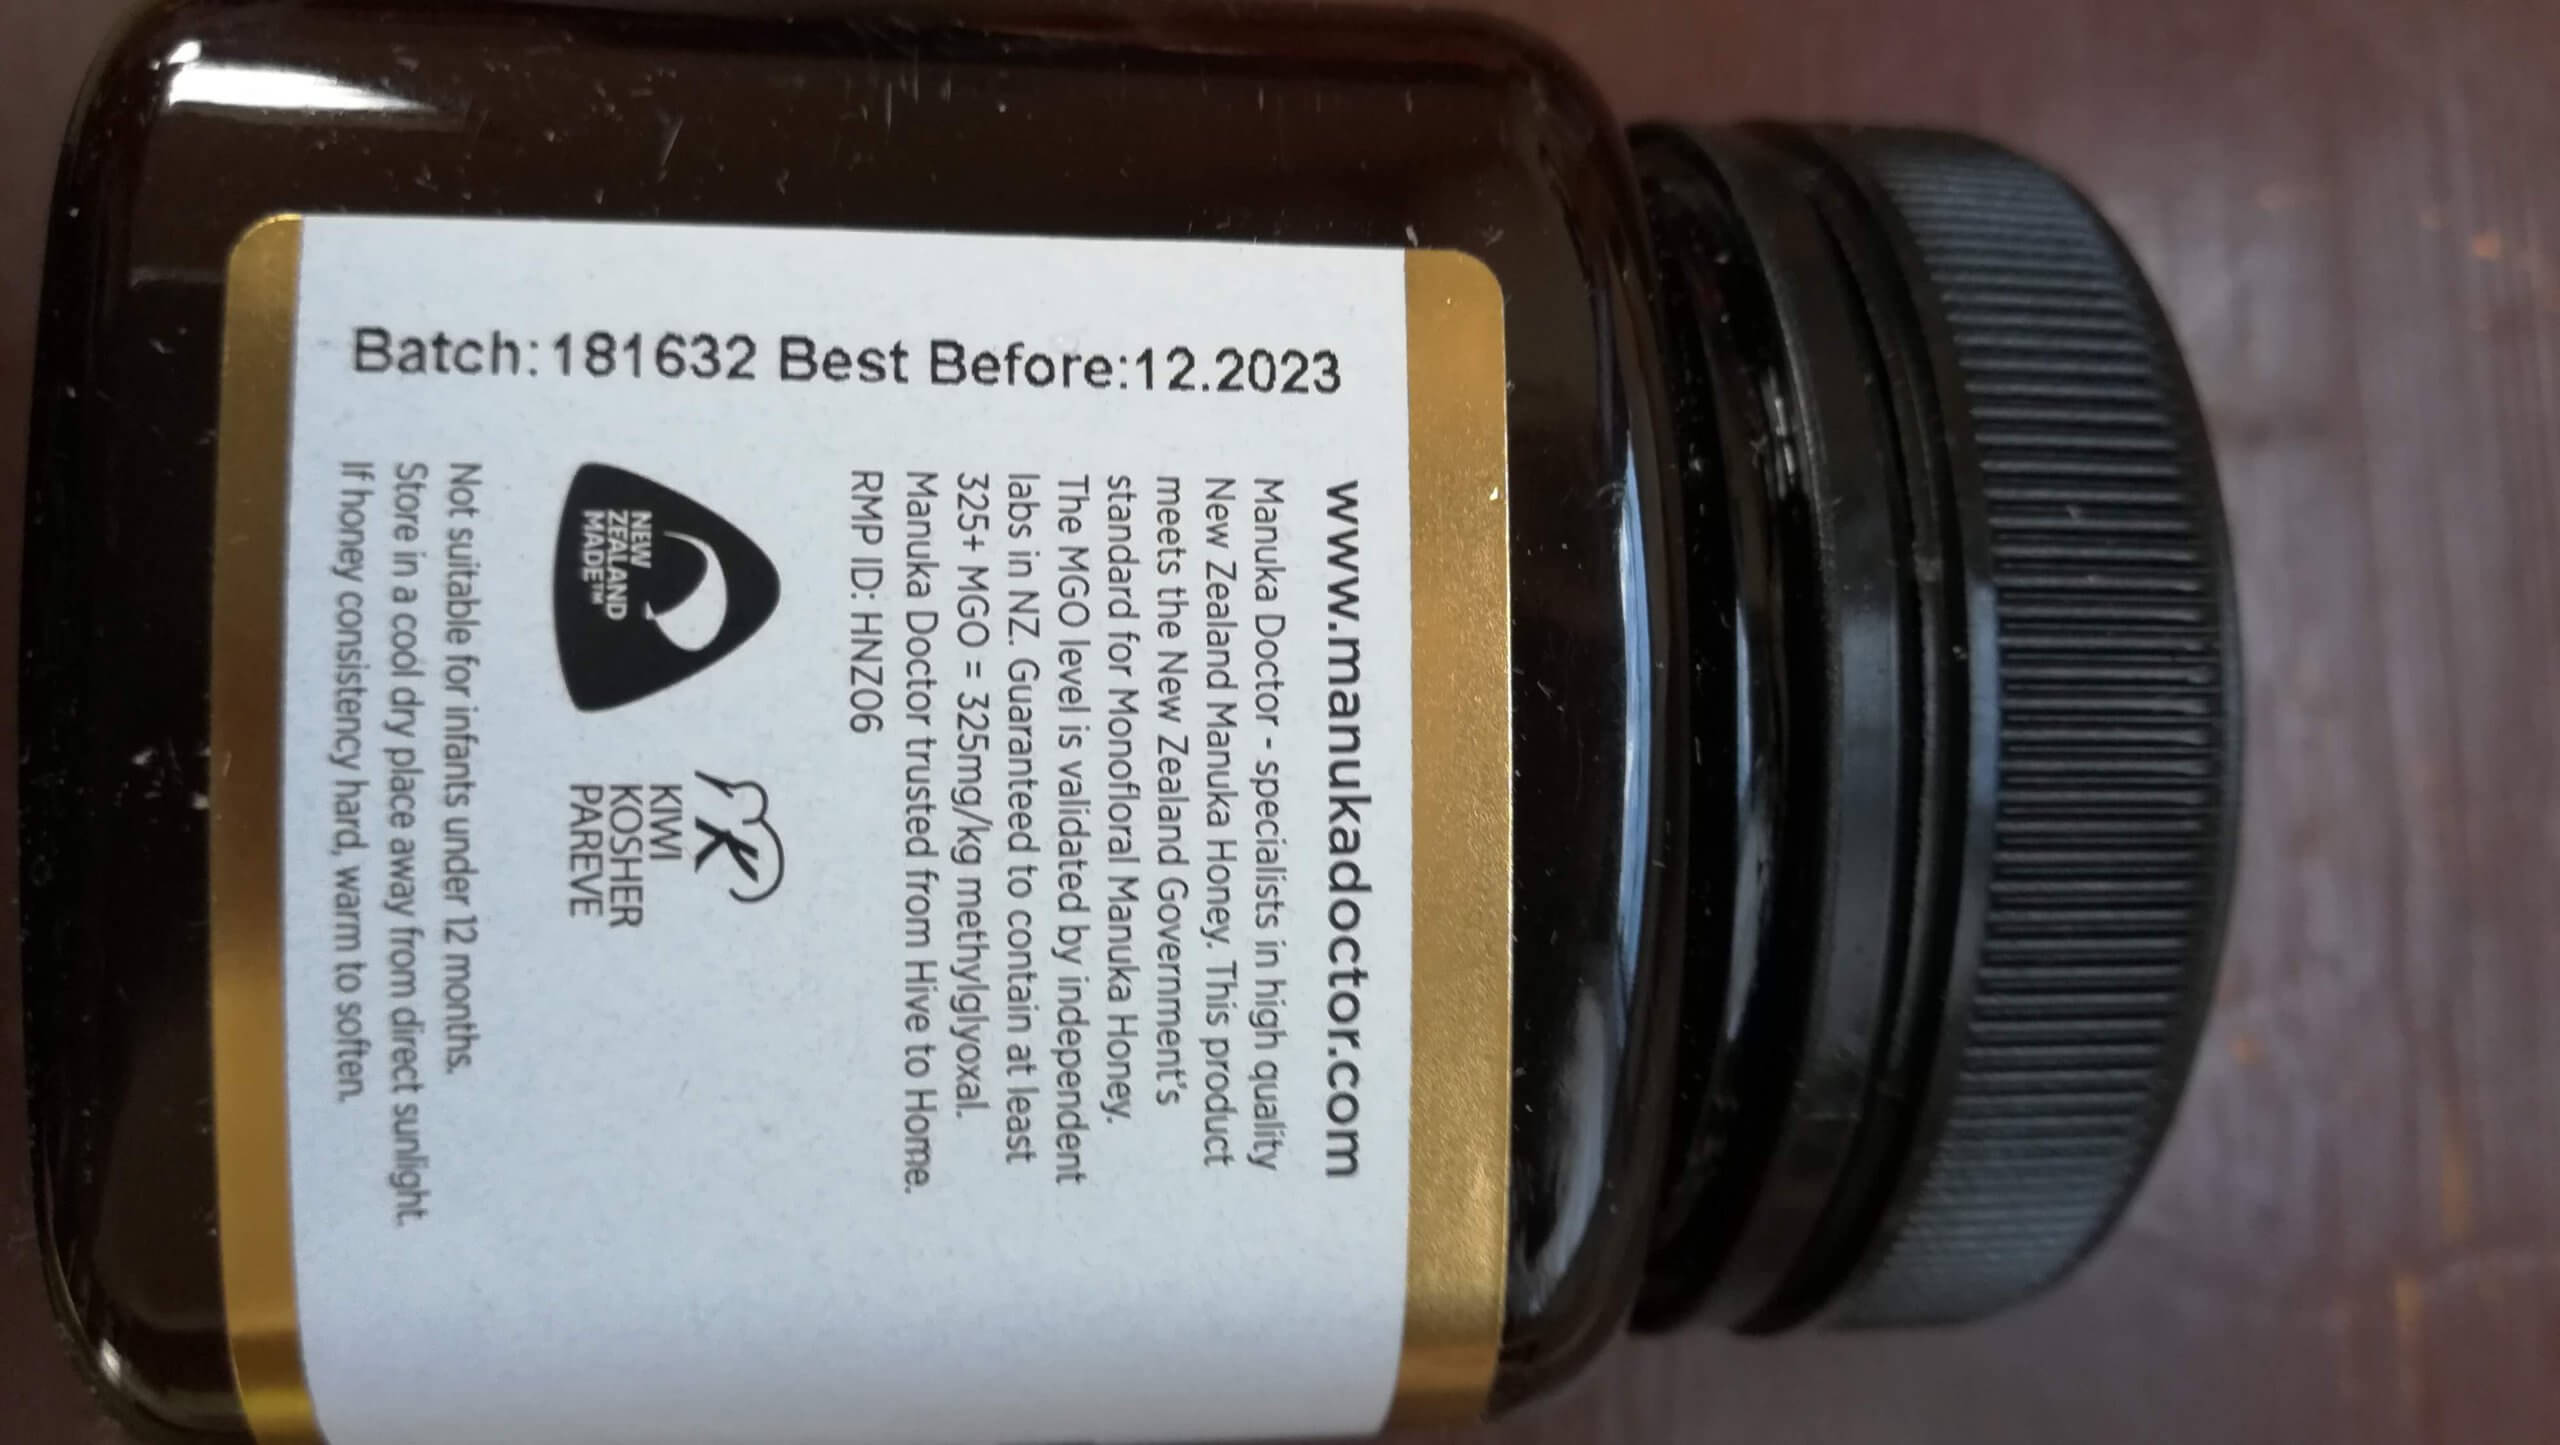 Batch:181632 Best Before:12.2023
www.manukadoctor.com
Manuka Doctor - specialists in high quality
New Zealand Manuka Honey. This product
meets the New Zealand Government's
standard for Monofloral Manuka Honey.
The MGO level is validated by independent
labs in NZ. Guaranteed to contain at least
325+ MGO = 325mg/kg methylglyoxal.
Manuka Doctor trusted from Hive to Home.
RMP ID: HNZ06
NEW
ZEALAND
MADE™
K
KIWI
KOSHER
PAREVE
Not suitable for infants under 12 months.
Store in a cool dry place away from direct sunlight.
If honey consistency hard, warm to soften.